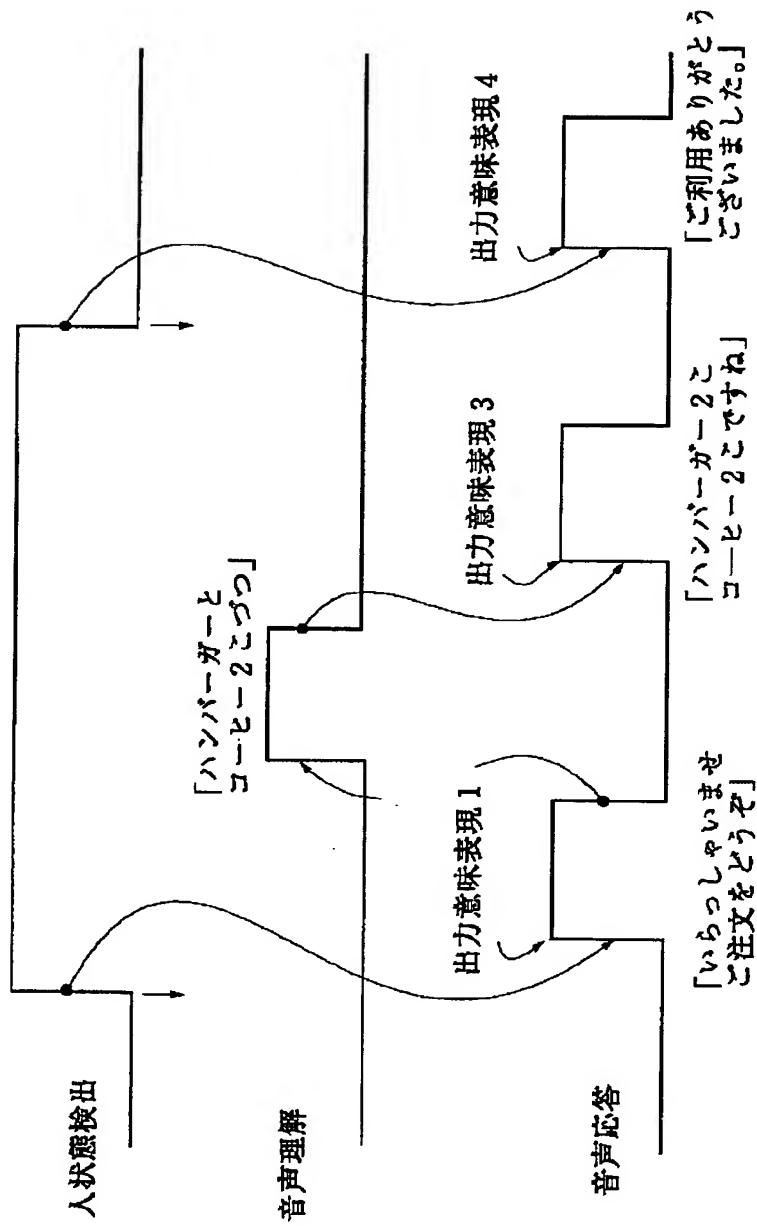 人状態検出
音声理解
「ハンバーガーと
コーヒー2こづつ」
音声応答
出力意味表現1
出力意味表現3
出力意味表現4
「いらっしゃいませ
ご注文をどうぞ」
「ハンバーガー2こ
コーヒー2こですね」
「ご利用ありがとう
ございました。」